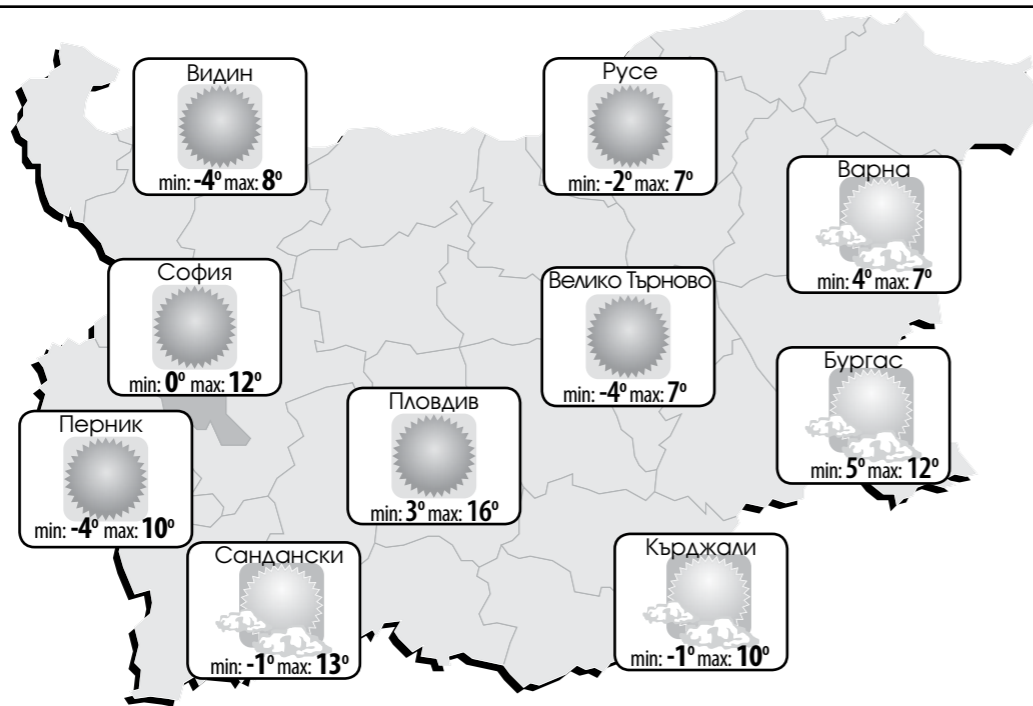 Видин
min: -4° max: 8°
Русе
min: -2° max: 7°
Варна
min: 4° max: 7°
София
min: 0° max: 12°
Велико Търново
min: -4° max: 7°
Бургас
min: 5° max: 12°
Пловдив
min: 3° max: 16°
Перник
min: -4° max: 10°
Сандански
min: -1° max: 13°
Кърджали
min: -1° max: 10°